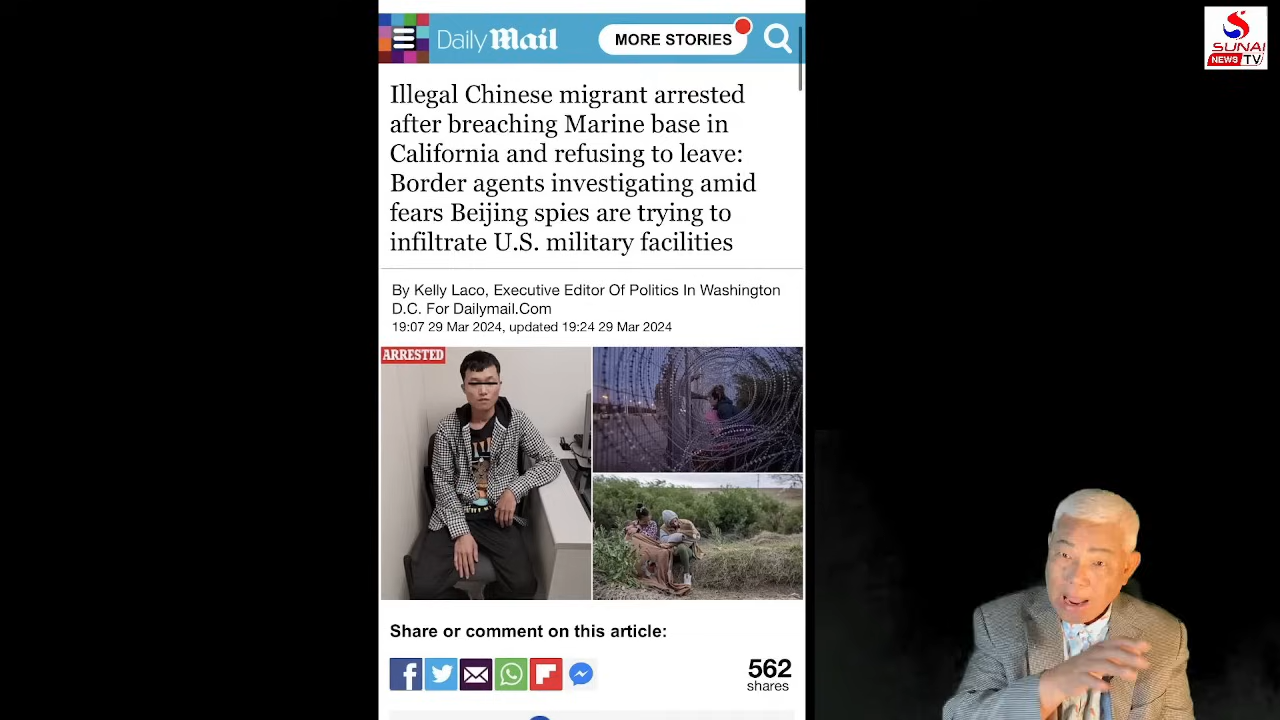 Daily Mail
MORE STORIES
SUNAI
NEWS TV
Illegal Chinese migrant arrested
after breaching Marine base in
California and refusing to leave:
Border agents investigating amid
fears Beijing spies are trying to
infiltrate U.S. military facilities
By Kelly Laco, Executive Editor Of Politics In Washington
D.C. For Dailymail.Com
19:07 29 Mar 2024, updated 19:24 29 Mar 2024
ARRESTED
Share or comment on this article:
562
shares